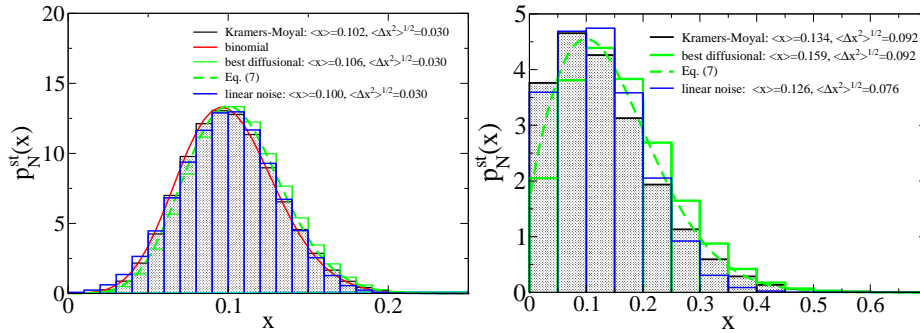 20
15
10
5
0
p_N^st(x)
Kramers-Moyal: <x>=0.102, <Δx²>^1/2=0.030
binomial
best diffusional: <x>=0.106, <Δx²>^1/2=0.030
Eq. (7)
linear noise: <x>=0.100, <Δx²>^1/2=0.030
0 0.1 0.2
x
5
4
3
2
1
0
p_N^st(x)
Kramers-Moyal: <x>=0.134, <Δx²>^1/2=0.092
best diffusional: <x>=0.159, <Δx²>^1/2=0.092
Eq. (7)
linear noise: <x>=0.126, <Δx²>^1/2=0.076
0 0.1 0.2 0.3 0.4 0.5 0.6
x